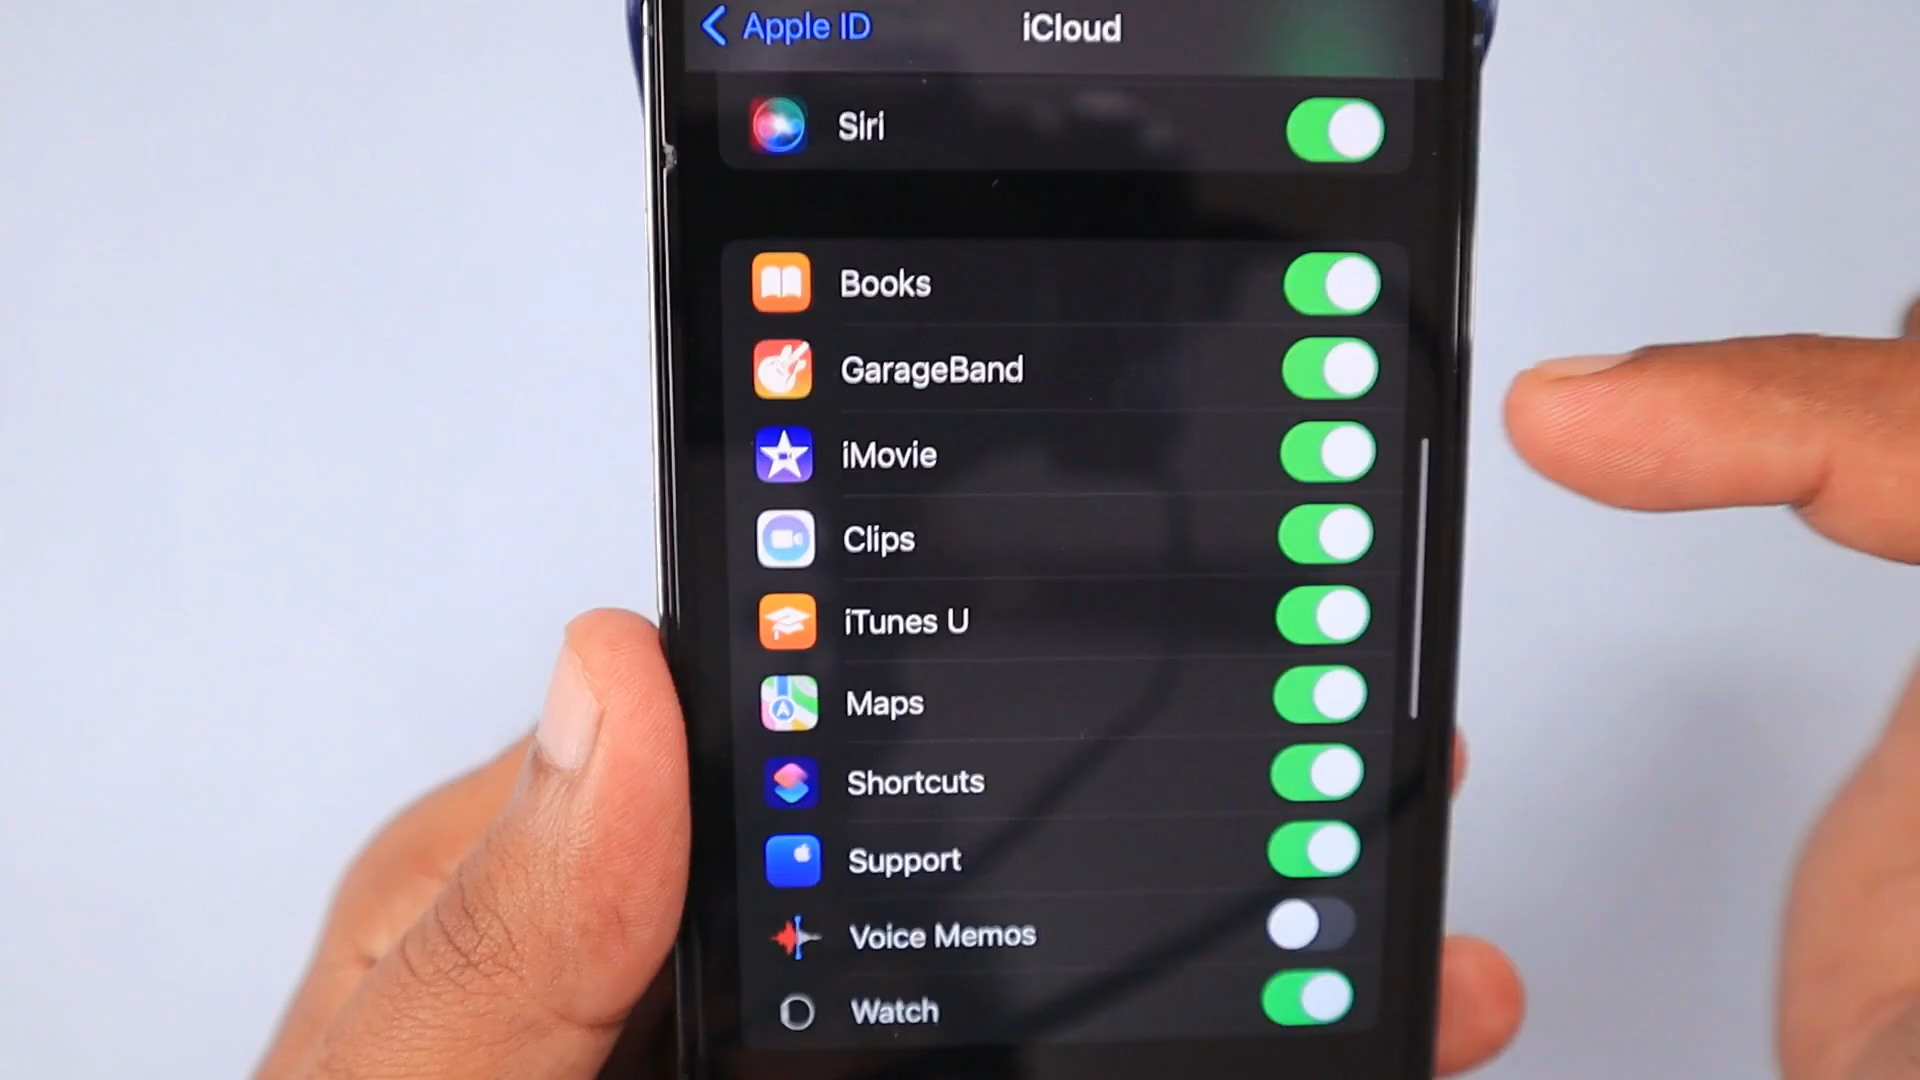 Apple ID
iCloud
Siri
Books
GarageBand
iMovie
Clips
iTunes U
Maps
Shortcuts
Support
Voice Memos
Watch